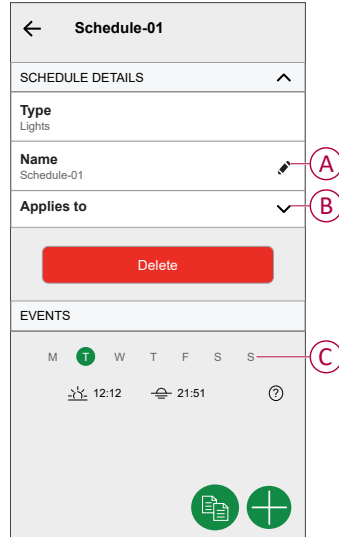 Schedule-01
SCHEDULE DETAILS
Type
Lights
Name
Schedule-01
A
Applies to
B
Delete
EVENTS
M T W T F S S
C
12:12 21:51 ?